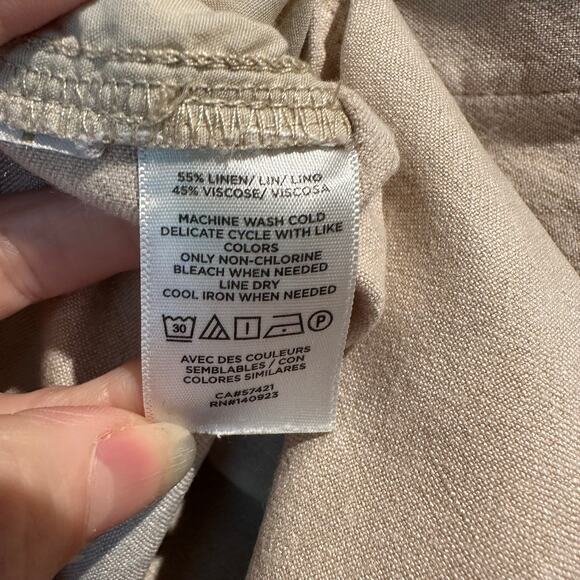 55% LINEN/ LIN/ LINO
45% VISCOSE/ VISCOSA
MACHINE WASH COLD
DELICATE CYCLE WITH LIKE
COLORS
ONLY NON-CHLORINE
BLEACH WHEN NEEDED
LINE DRY
COOL IRON WHEN NEEDED
30 P
AVEC DES COULEURS
SEMBLABLES / CON
COLORES SIMILARES
CA#57421
RN#140923